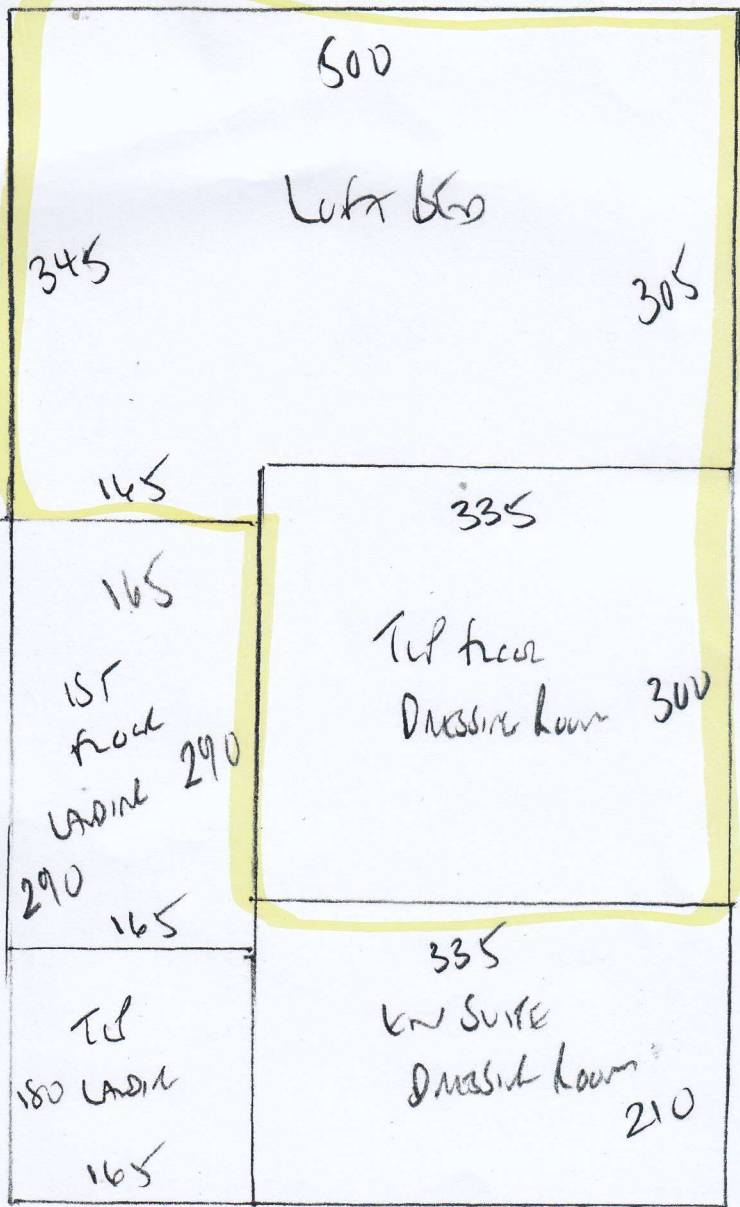 500
LOFT BED
345
305
165
335
165
TOP FLOOR
DRESSING ROOM
300
1ST
FLOOR
LANDING
290
290
165
335
EN SUITE
DRESSING ROOM
210
TOP
180 LANDING
165